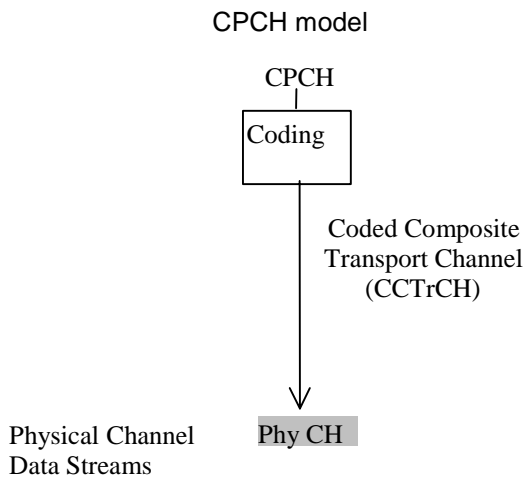 CPCH model
CPCH
Coding
Coded Composite
Transport Channel
(CCTrCH)
Physical Channel
Data Streams
Phy CH